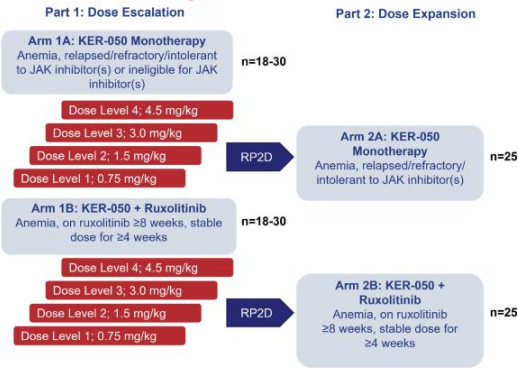 Part 1: Dose Escalation
Part 2: Dose Expansion
Arm 1A: KER-050 Monotherapy
Anemia, relapsed/refractory/intolerant
to JAK inhibitor(s) or ineligible for JAK
inhibitor(s)
n=18-30
Dose Level 4; 4.5 mg/kg
Dose Level 3; 3.0 mg/kg
Dose Level 2; 1.5 mg/kg
Dose Level 1; 0.75 mg/kg
RP2D
Arm 2A: KER-050
Monotherapy
Anemia, relapsed/refractory/
intolerant to JAK inhibitor(s)
n=25
Arm 1B: KER-050 + Ruxolitinib
Anemia, on ruxolitinib ≥8 weeks, stable
dose for ≥4 weeks
n=18-30
Dose Level 4; 4.5 mg/kg
Dose Level 3; 3.0 mg/kg
Dose Level 2; 1.5 mg/kg
Dose Level 1; 0.75 mg/kg
RP2D
Arm 2B: KER-050 +
Ruxolitinib
Anemia, on ruxolitinib
≥8 weeks, stable dose for
≥4 weeks
n=25